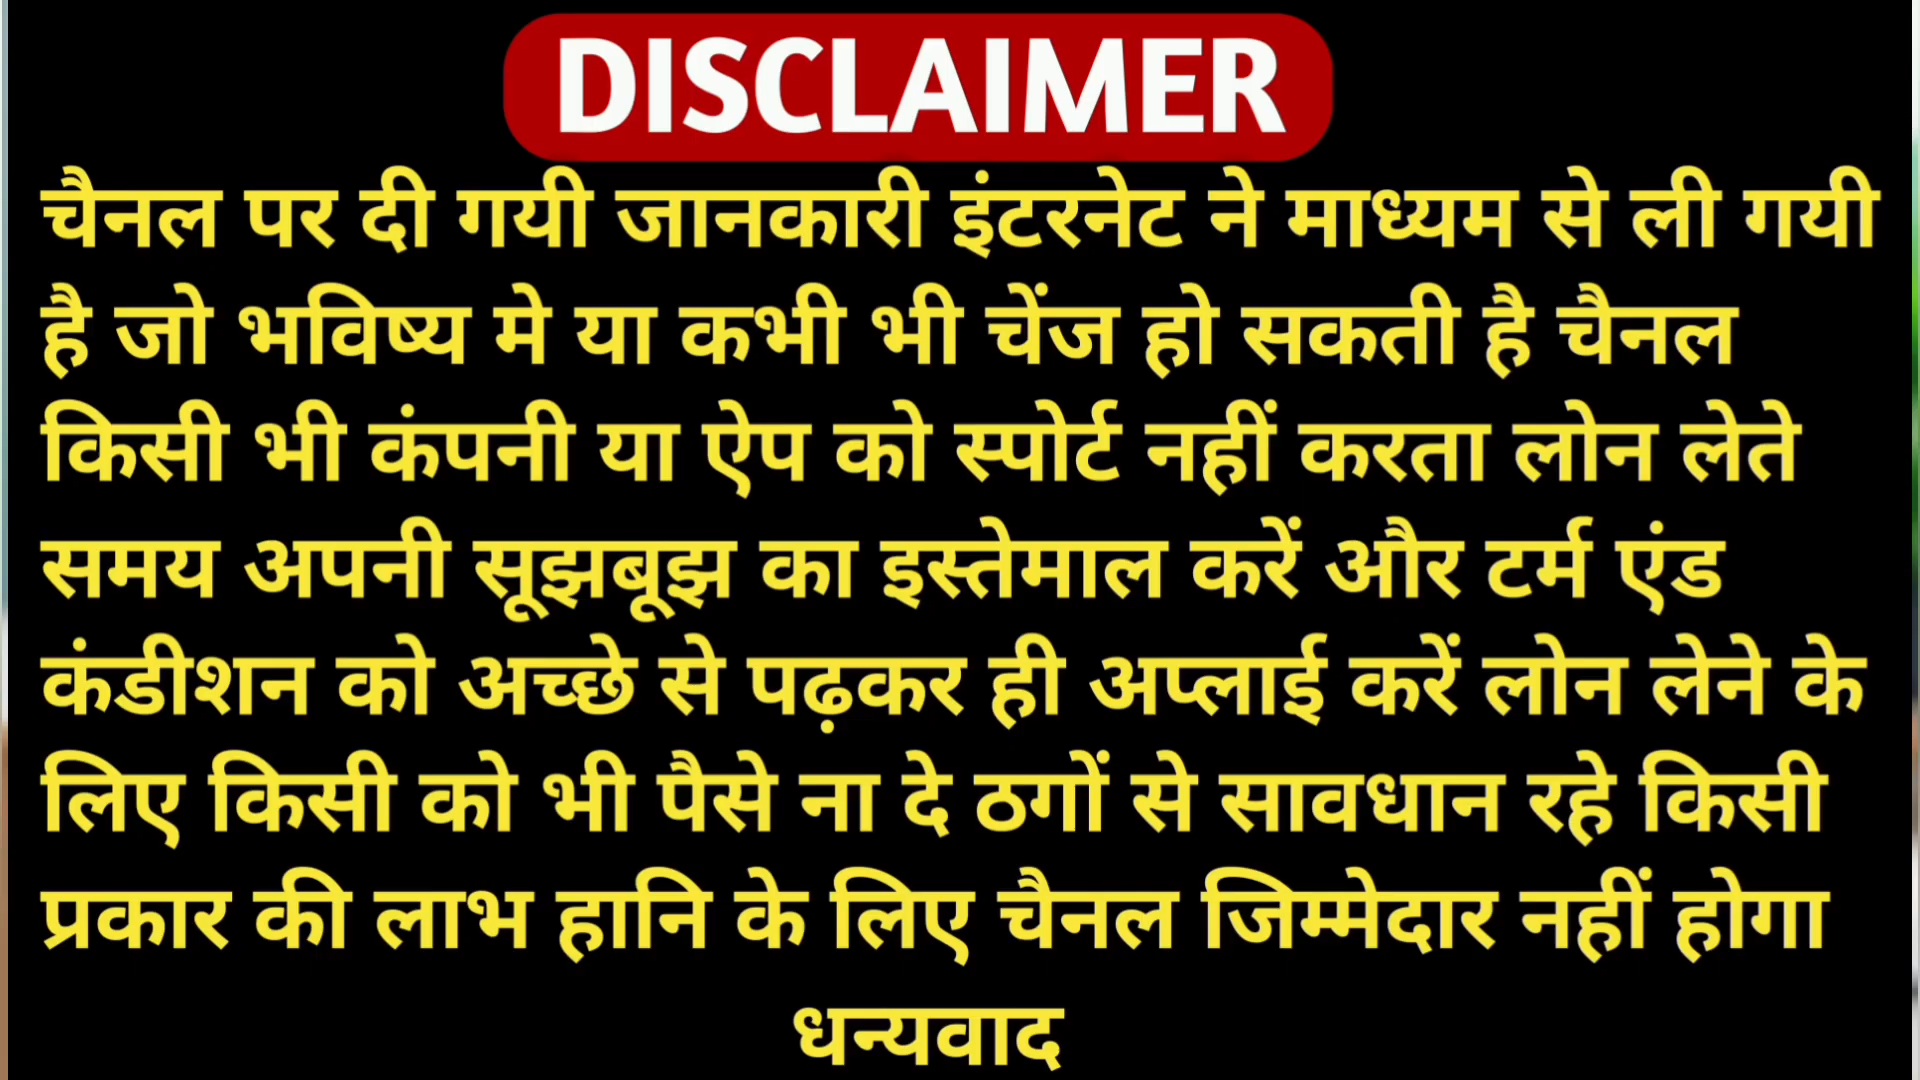 DISCLAIMER
चैनल पर दी गयी जानकारी इंटरनेट ने माध्यम से ली गयी
है जो भविष्य मे या कभी भी चेंज हो सकती है चैनल
किसी भी कंपनी या ऐप को स्पोर्ट नहीं करता लोन लेते
समय अपनी सूझबूझ का इस्तेमाल करें और टर्म एंड
कंडीशन को अच्छे से पढ़कर ही अप्लाई करें लोन लेने के
लिए किसी को भी पैसे ना दे ठगों से सावधान रहे किसी
प्रकार की लाभ हानि के लिए चैनल जिम्मेदार नहीं होगा
धन्यवाद